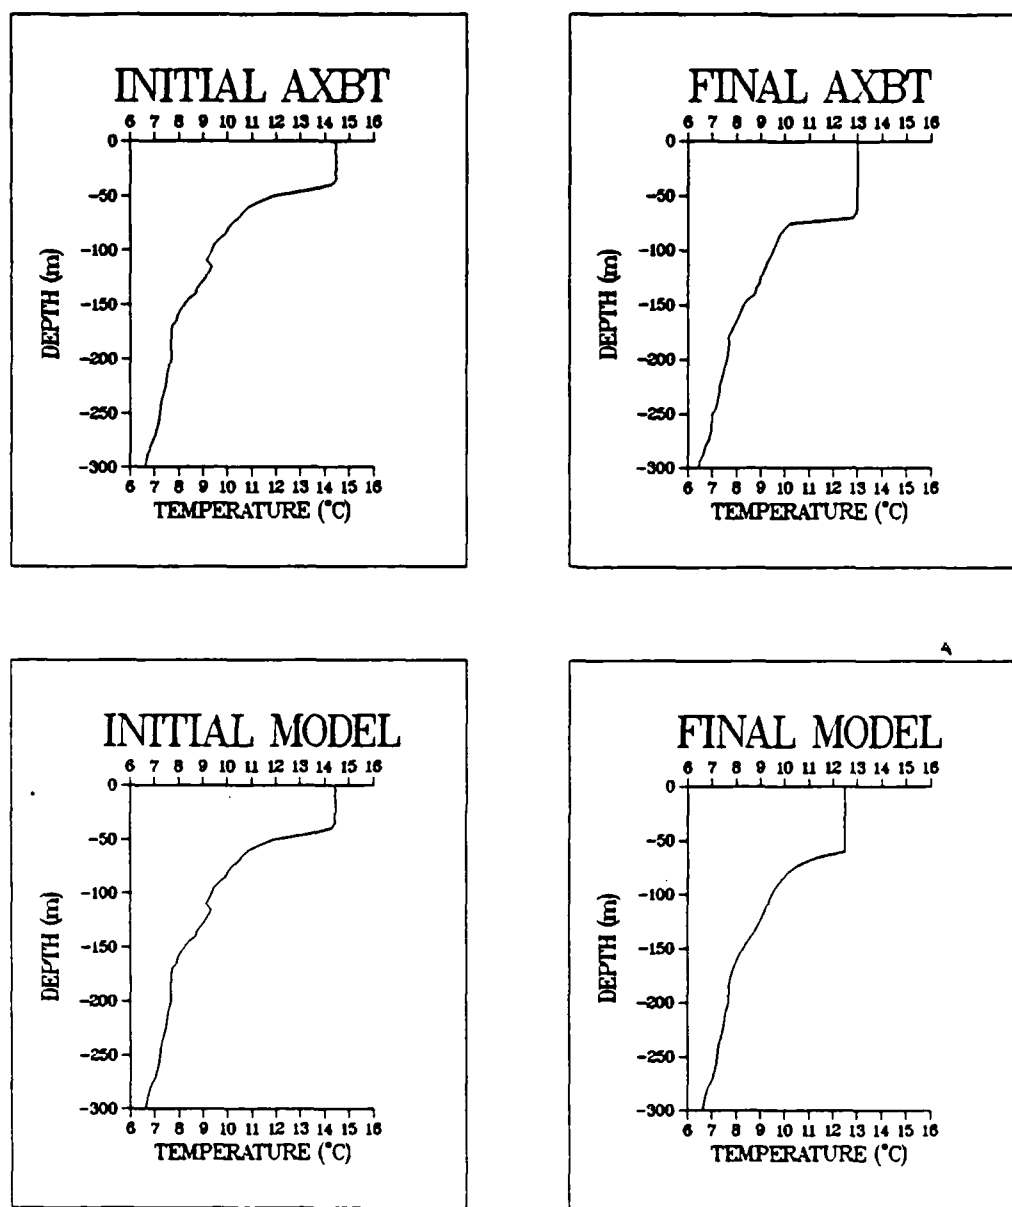 INITIAL AXBT
6 7 8 9 10 11 12 13 14 15 16
0
-50
-100
-150
-200
-250
-300
DEPTH (m)
6 7 8 9 10 11 12 13 14 15 16
TEMPERATURE (°C)
FINAL AXBT
6 7 8 9 10 11 12 13 14 15 16
0
-50
-100
-150
-200
-250
-300
DEPTH (m)
6 7 8 9 10 11 12 13 14 15 16
TEMPERATURE (°C)
INITIAL MODEL
6 7 8 9 10 11 12 13 14 15 16
0
-50
-100
-150
-200
-250
-300
DEPTH (m)
6 7 8 9 10 11 12 13 14 15 16
TEMPERATURE (°C)
FINAL MODEL
6 7 8 9 10 11 12 13 14 15 16
0
-50
-100
-150
-200
-250
-300
DEPTH (m)
6 7 8 9 10 11 12 13 14 15 16
TEMPERATURE (°C)